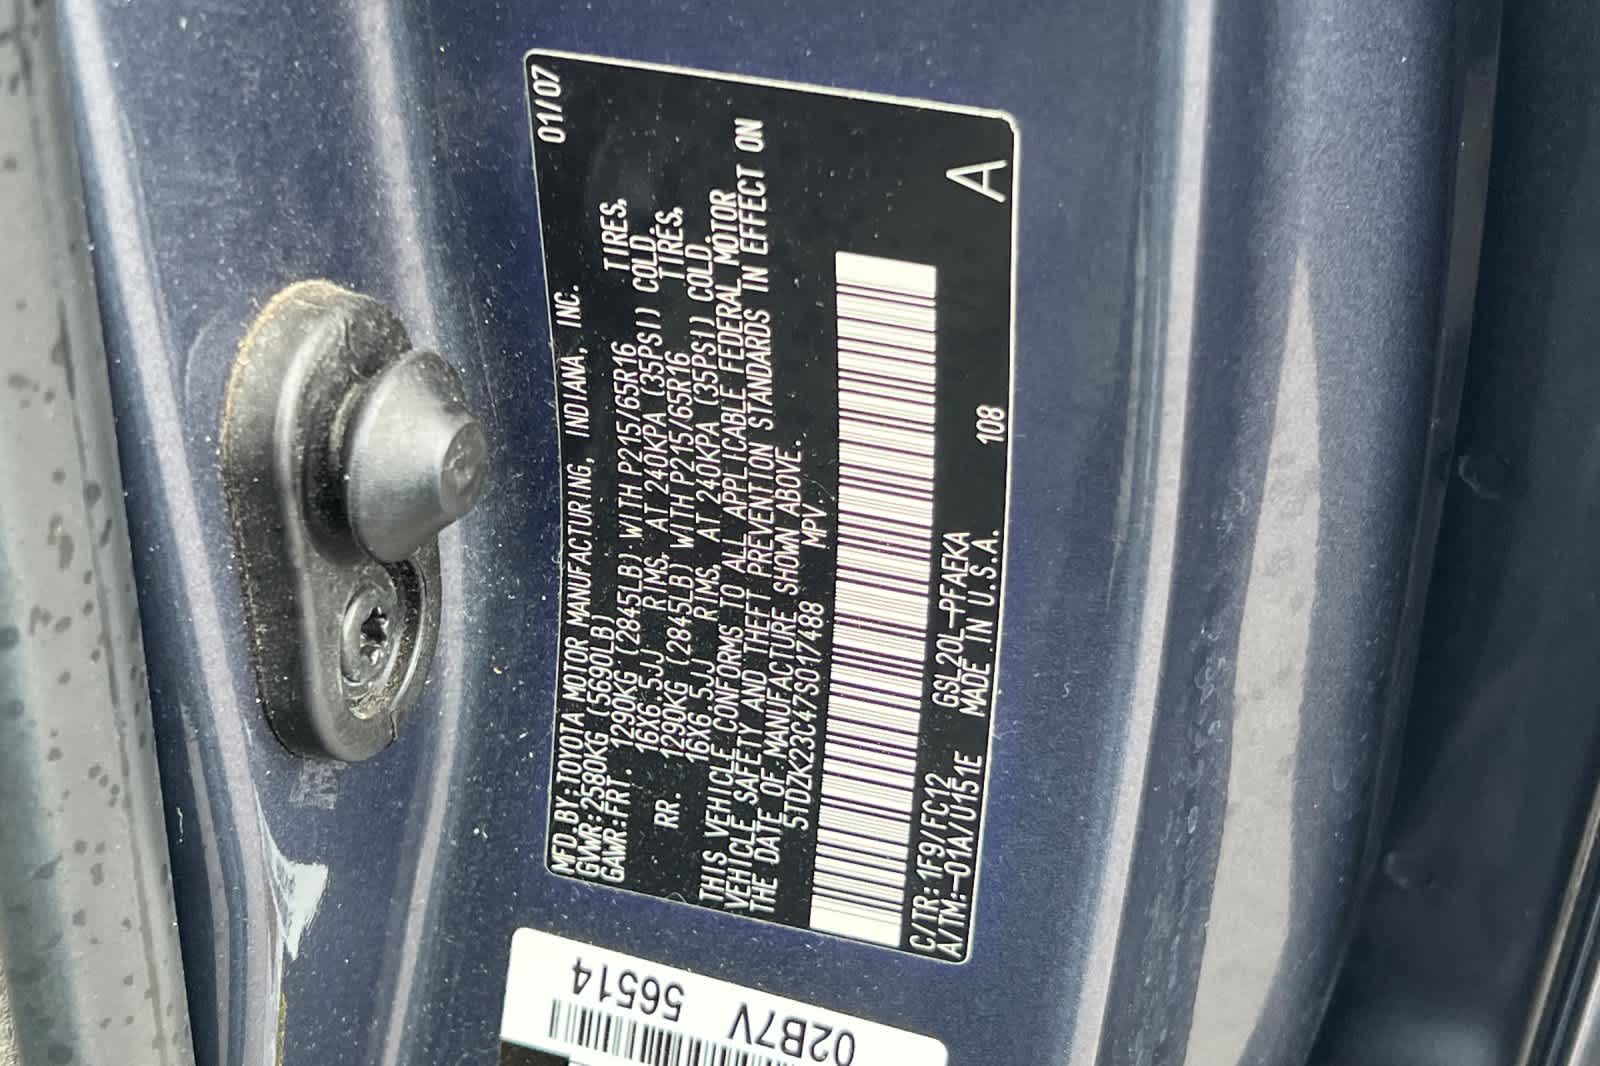 MFD.BY:TOYOTA MOTOR MANUFACTURING, INDIANA, INC. 01/07
GVWR:2580KG(5690LB)
GAWR:FRT. 1290KG(2845LB) WITH P215/65R16 TIRES,
16X6.5JJ RIMS, AT 240KPA(35PSI) COLD.
RR. 1290KG(2845LB) WITH P215/65R16 TIRES,
16X6.5JJ RIMS, AT 240KPA(35PSI) COLD.
THIS VEHICLE CONFORMS TO ALL APPLICABLE FEDERAL MOTOR
VEHICLE SAFETY AND THEFT PREVENTION STANDARDS IN EFFECT ON
THE DATE OF MANUFACTURE SHOWN ABOVE.
5TDZK23C47S017488 MPV
C/TR:1F9/FC12 GSL20L-PFAEKA 108 A
A/TM:-01A/U151E MADE IN U.S.A.
02B7V
56514